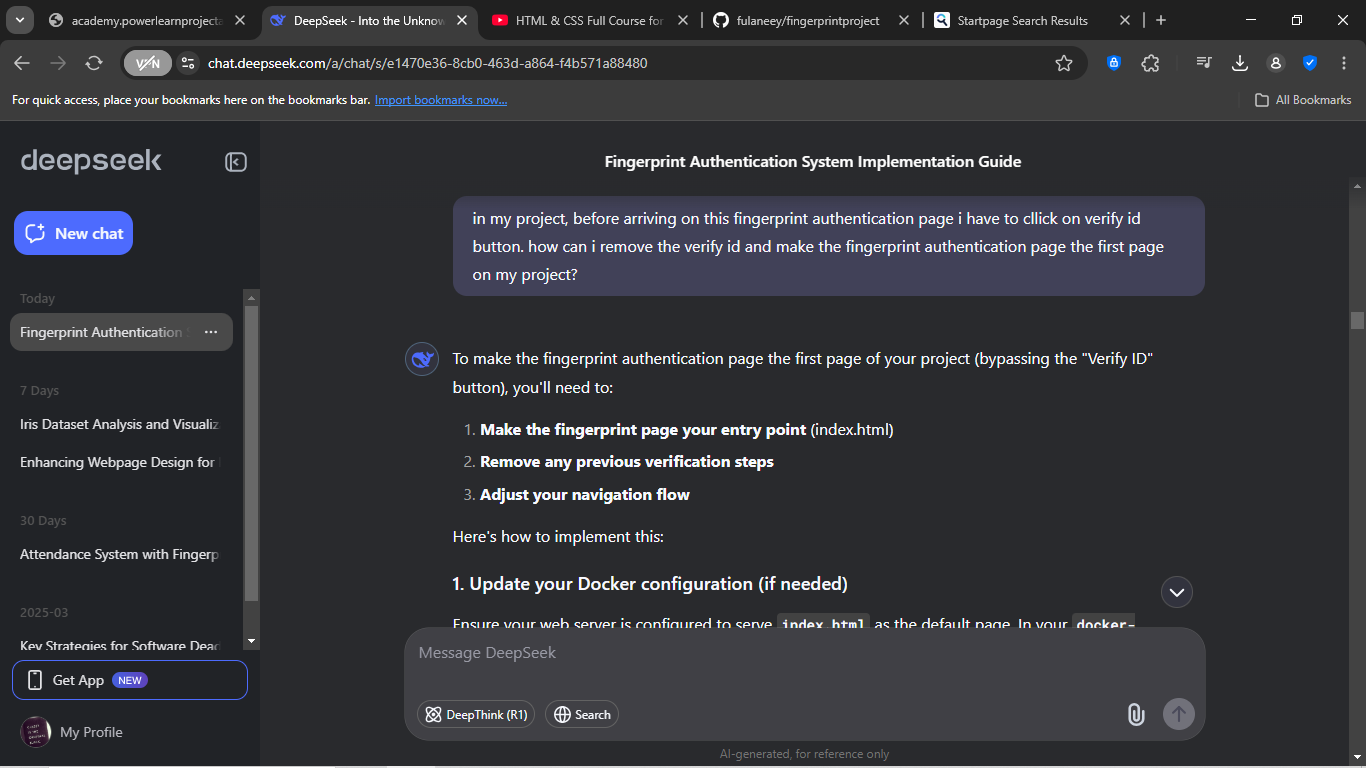 academy.powerlearnprojecta
DeepSeek - Into the Unknow
HTML & CSS Full Course for
fulaneey/fingerprintproject
Startpage Search Results
VPN
chat.deepseek.com/a/chat/s/e1470e36-8cb0-463d-a864-f4b571a88480
For quick access, place your bookmarks here on the bookmarks bar. Import bookmarks now...
All Bookmarks
deepseek
New chat
Today
Fingerprint Authentication
7 Days
Iris Dataset Analysis and Visualiz
Enhancing Webpage Design for
30 Days
Attendance System with Fingerp
2025-03
Key Strategies for Software Dead
Get App NEW
My Profile
Fingerprint Authentication System Implementation Guide
in my project, before arriving on this fingerprint authentication page i have to cllick on verify id
button. how can i remove the verify id and make the fingerprint authentication page the first page
on my project?
To make the fingerprint authentication page the first page of your project (bypassing the "Verify ID"
button), you'll need to:
1. Make the fingerprint page your entry point (index.html)
2. Remove any previous verification steps
3. Adjust your navigation flow
Here's how to implement this:
1. Update your Docker configuration (if needed)
Ensure your web server is configured to serve index.html as the default page. In your docker-
Message DeepSeek
DeepThink (R1)
Search
AI-generated, for reference only